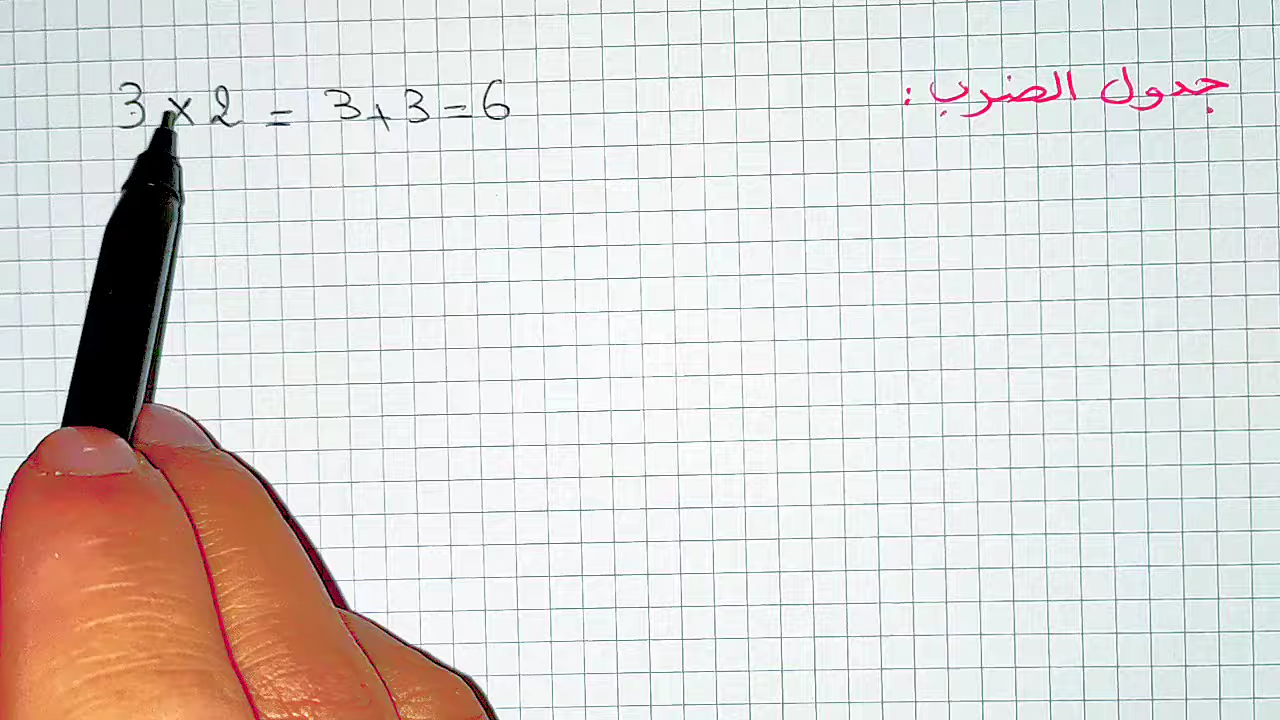 جدول الضرب :
3 × 2 = 3 + 3 = 6